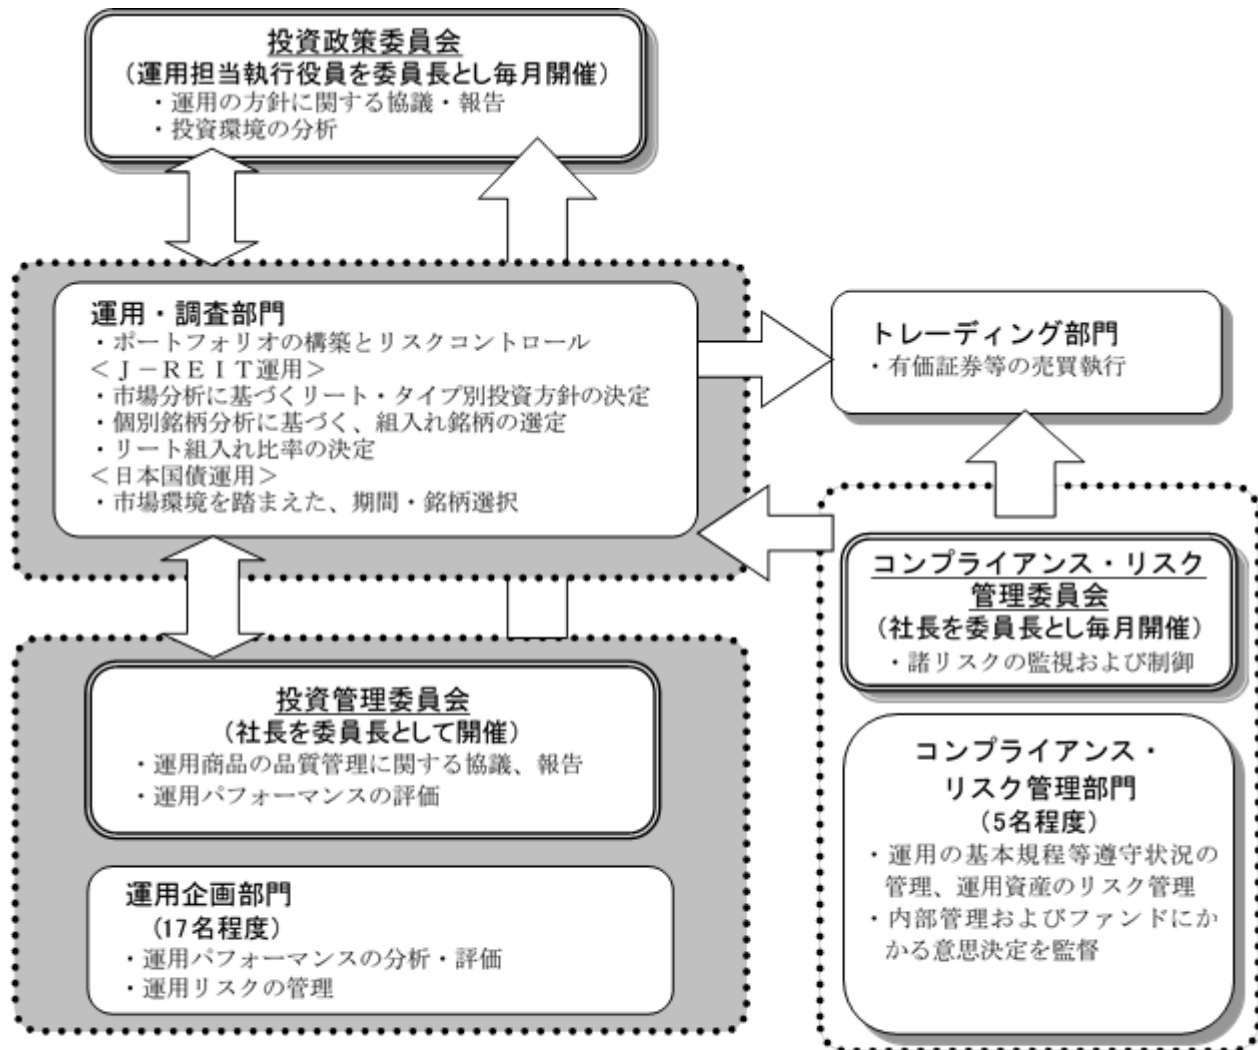 投資政策委員会
(運用担当執行役員を委員長とし毎月開催)
・運用の方針に関する協議・報告
・投資環境の分析
運用・調査部門
・ポートフォリオの構築とリスクコントロール
＜Ｊ－ＲＥＩＴ運用＞
・市場分析に基づくリート・タイプ別投資方針の決定
・個別銘柄分析に基づく、組入れ銘柄の選定
・リート組入れ比率の決定
＜日本国債運用＞
・市場環境を踏まえた、期間・銘柄選択
トレーディング部門
・有価証券等の売買執行
コンプライアンス・リスク
管理委員会
(社長を委員長とし毎月開催)
・諸リスクの監視および制御
コンプライアンス・
リスク管理部門
(5名程度)
・運用の基本規程等遵守状況の
管理、運用資産のリスク管理
・内部管理およびファンドにか
かる意思決定を監督
投資管理委員会
(社長を委員長として開催)
・運用商品の品質管理に関する協議、報告
・運用パフォーマンスの評価
運用企画部門
(17名程度)
・運用パフォーマンスの分析・評価
・運用リスクの管理